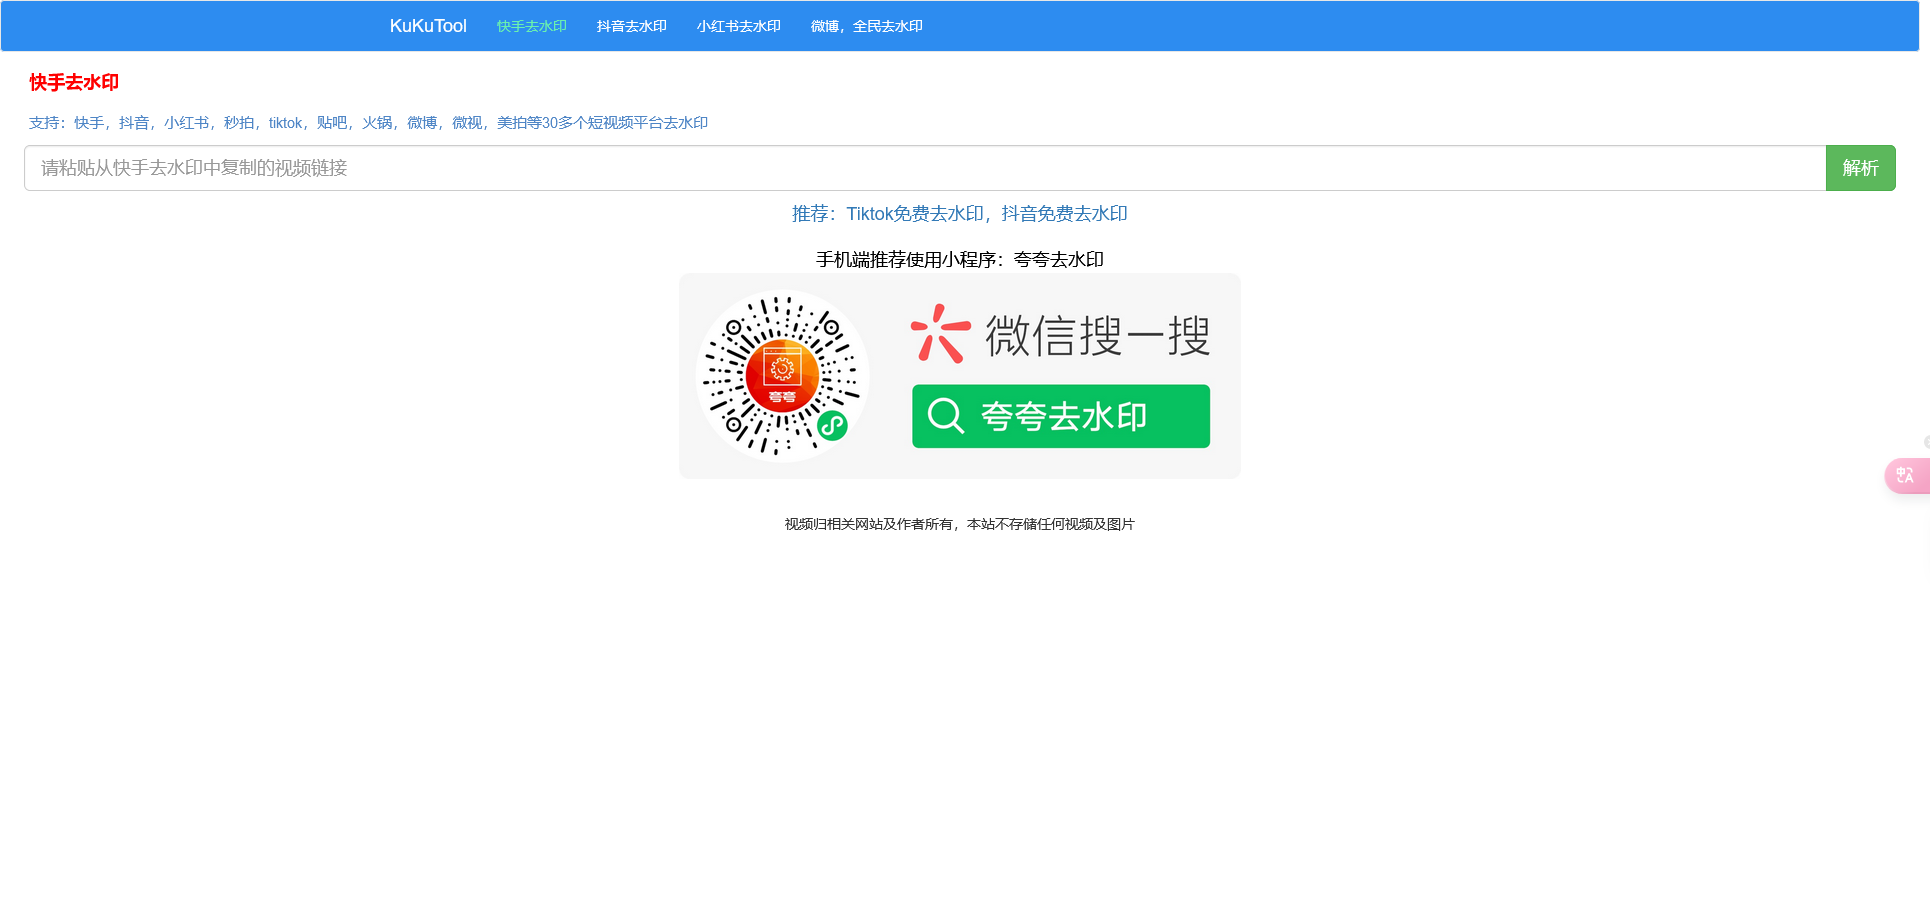 KuKuTool 快手去水印 抖音去水印 小红书去水印 微博，全民去水印
快手去水印
支持：快手，抖音，小红书，秒拍，tiktok，贴吧，火锅，微博，微视，美拍等30多个短视频平台去水印
请粘贴从快手去水印中复制的视频链接 解析
推荐：Tiktok免费去水印，抖音免费去水印
手机端推荐使用小程序：夸夸去水印
微信搜一搜
夸夸
夸夸去水印
中A
视频归相关网站及作者所有，本站不存储任何视频及图片